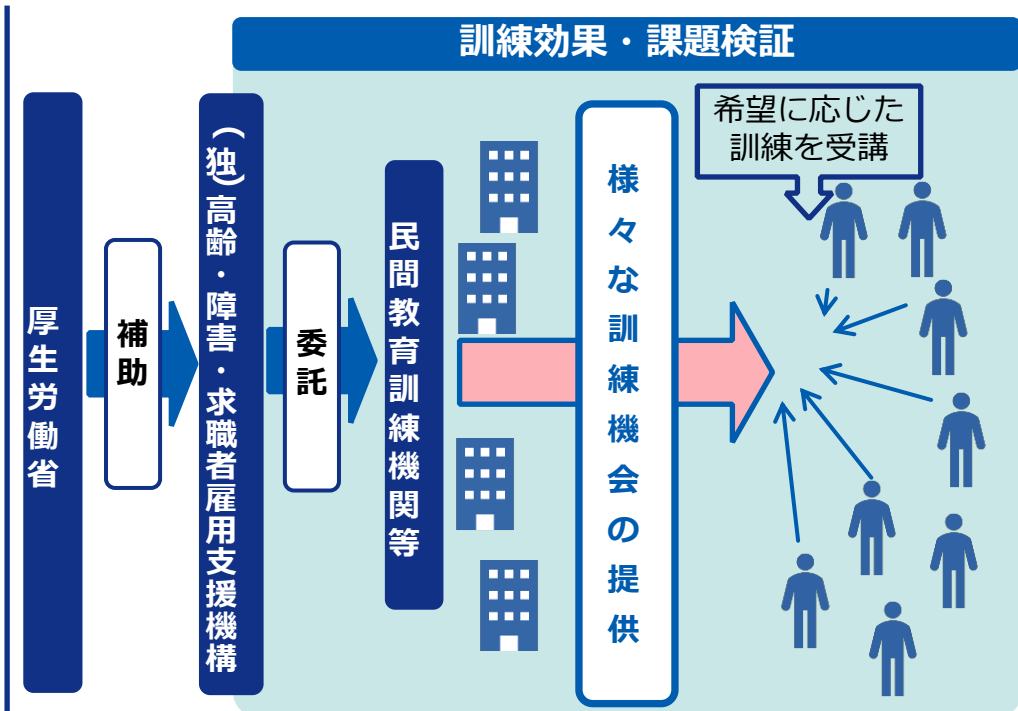 訓練効果・課題検証
厚生労働省
補助
（独）高齢・障害・求職者雇用支援機構
委託
民間教育訓練機関等
様々な訓練機会の提供
希望に応じた
訓練を受講